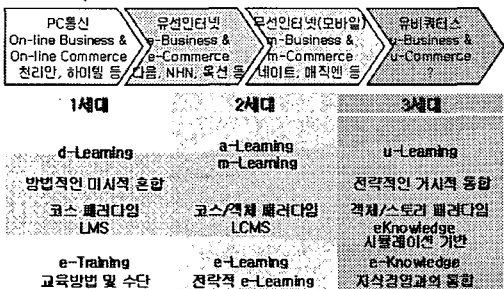 PC통신
On-line Business &
On-line Commerce
천리안, 하이텔 등
유선인터넷
e-Business &
e-Commerce
다음, NHN, 옥션 등
무선인터넷(모바일)
m-Business &
m-Commerce
네이트, 매직엔 등
유비쿼터스
u-Business &
u-Commerce
?
1세대
2세대
3세대
d-Learning
a-Learning
m-Learning
u-Learning
방법적인 미시적 혼합
전략적인 거시적 통합
코스 패러다임
LMS
코스/객체 패러다임
LCMS
객체/스토리 패러다임
eKnowledge
시뮬레이션 기반
e-Training
교육방법 및 수단
e-Learning
전략적 e-Learning
e-Knowledge
지식경영과의 통합